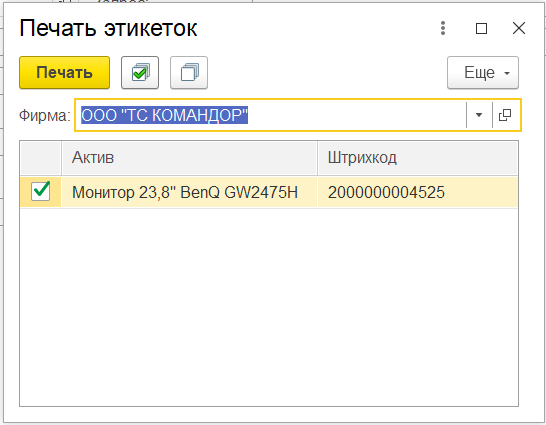 Печать этикеток
Печать
Еще
Фирма: ООО "ТС КОМАНДОР"
Актив Штрихкод
Монитор 23,8" BenQ GW2475H 2000000004525